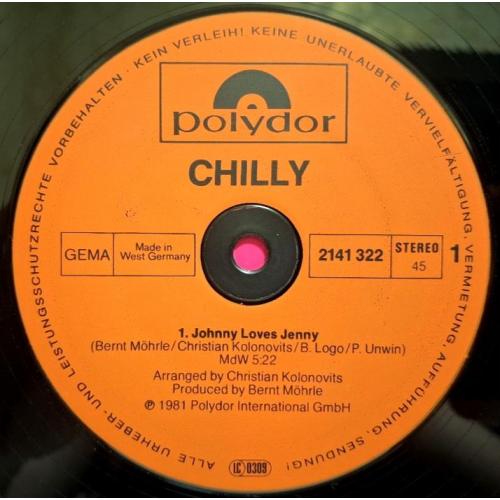 ALLE URHEBER- UND LEISTUNGSSCHUTZRECHTE VORBEHALTEN · KEIN VERLEIH! KEINE UNERLAUBTE VERVIELFÄLTIGUNG, VERMIETUNG, AUFFÜHRUNG, SENDUNG!
polydor
CHILLY
GEMA
Made in
West Germany
2141 322
STEREO
45
1
1. Johnny Loves Jenny
(Bernt Möhrle/Christian Kolonovits/B. Logo/P. Unwin)
MdW 5:22
Arranged by Christian Kolonovits
Produced by Bernt Möhrle
℗ 1981 Polydor International GmbH
LC 0309